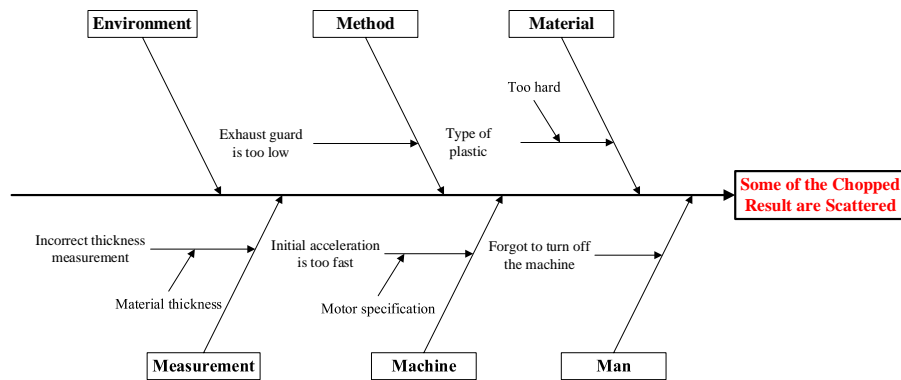 Environment
Method
Material
Too hard
Exhaust guard
is too low
Type of
plastic
Some of the Chopped
Result are Scattered
Incorrect thickness
measurement
Initial acceleration
is too fast
Forgot to turn off
the machine
Material thickness
Motor specification
Measurement
Machine
Man